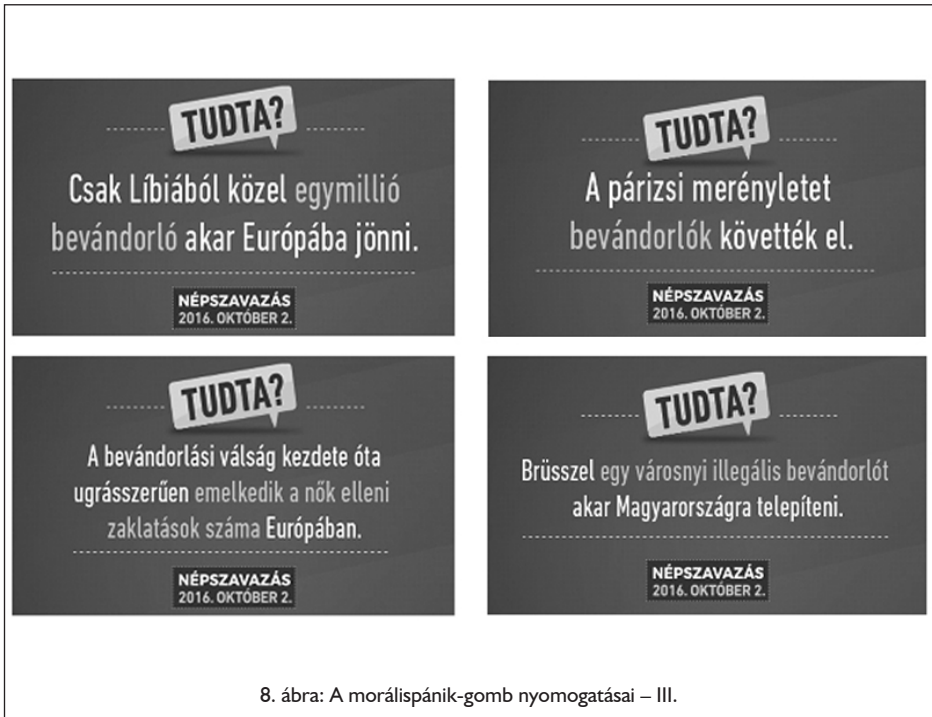 TUDTA?
Csak Líbiából közel egymillió
bevándorló akar Európába jönni.
NÉPSZAVAZÁS
2016. OKTÓBER 2.
TUDTA?
A párizsi merényletet
bevándorlók követték el.
NÉPSZAVAZÁS
2016. OKTÓBER 2.
TUDTA?
A bevándorlási válság kezdete óta
ugrásszerűen emelkedik a nők elleni
zaklatások száma Európában.
NÉPSZAVAZÁS
2016. OKTÓBER 2.
TUDTA?
Brüsszel egy városnyi illegális bevándorlót
akar Magyarországra telepíteni.
NÉPSZAVAZÁS
2016. OKTÓBER 2.
8. ábra: A morálispánik-gomb nyomogatásai – III.